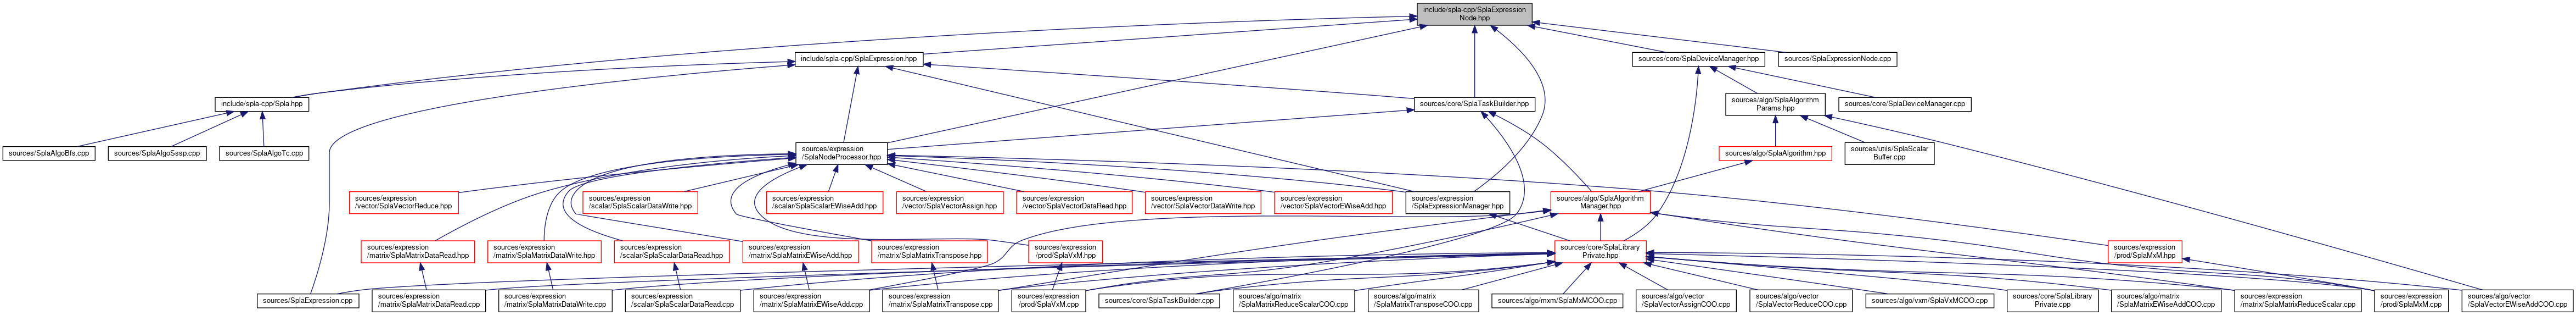 include/spla-cpp/SplaExpression
Node.hpp
include/spla-cpp/SplaExpression.hpp
sources/core/SplaDeviceManager.hpp
sources/SplaExpressionNode.cpp
include/spla-cpp/Spla.hpp
sources/core/SplaTaskBuilder.hpp
sources/algo/SplaAlgorithm
Params.hpp
sources/core/SplaDeviceManager.cpp
sources/SplaAlgoBfs.cpp
sources/SplaAlgoSssp.cpp
sources/SplaAlgoTc.cpp
sources/expression
/SplaNodeProcessor.hpp
sources/algo/SplaAlgorithm.hpp
sources/utils/SplaScalar
Buffer.cpp
sources/expression
/vector/SplaVectorReduce.hpp
sources/expression
/scalar/SplaScalarDataWrite.hpp
sources/expression
/scalar/SplaScalarEWiseAdd.hpp
sources/expression
/vector/SplaVectorAssign.hpp
sources/expression
/vector/SplaVectorDataRead.hpp
sources/expression
/vector/SplaVectorDataWrite.hpp
sources/expression
/vector/SplaVectorEWiseAdd.hpp
sources/expression
/SplaExpressionManager.hpp
sources/algo/SplaAlgorithm
Manager.hpp
sources/expression
/matrix/SplaMatrixDataRead.hpp
sources/expression
/matrix/SplaMatrixDataWrite.hpp
sources/expression
/scalar/SplaScalarDataRead.hpp
sources/expression
/matrix/SplaMatrixEWiseAdd.hpp
sources/expression
/matrix/SplaMatrixTranspose.hpp
sources/expression
/prod/SplaVxM.hpp
sources/core/SplaLibrary
Private.hpp
sources/expression
/prod/SplaMxM.hpp
sources/SplaExpression.cpp
sources/expression
/matrix/SplaMatrixDataRead.cpp
sources/expression
/matrix/SplaMatrixDataWrite.cpp
sources/expression
/scalar/SplaScalarDataRead.cpp
sources/expression
/matrix/SplaMatrixEWiseAdd.cpp
sources/expression
/matrix/SplaMatrixTranspose.cpp
sources/expression
/prod/SplaVxM.cpp
sources/core/SplaTaskBuilder.cpp
sources/algo/matrix
/SplaMatrixReduceScalarCOO.cpp
sources/algo/matrix
/SplaMatrixTransposeCOO.cpp
sources/algo/mxm/SplaMxMCOO.cpp
sources/algo/vector
/SplaVectorAssignCOO.cpp
sources/algo/vector
/SplaVectorReduceCOO.cpp
sources/algo/vxm/SplaVxMCOO.cpp
sources/core/SplaLibrary
Private.cpp
sources/algo/matrix
/SplaMatrixEWiseAddCOO.cpp
sources/expression
/matrix/SplaMatrixReduceScalar.cpp
sources/expression
/prod/SplaMxM.cpp
sources/algo/vector
/SplaVectorEWiseAddCOO.cpp